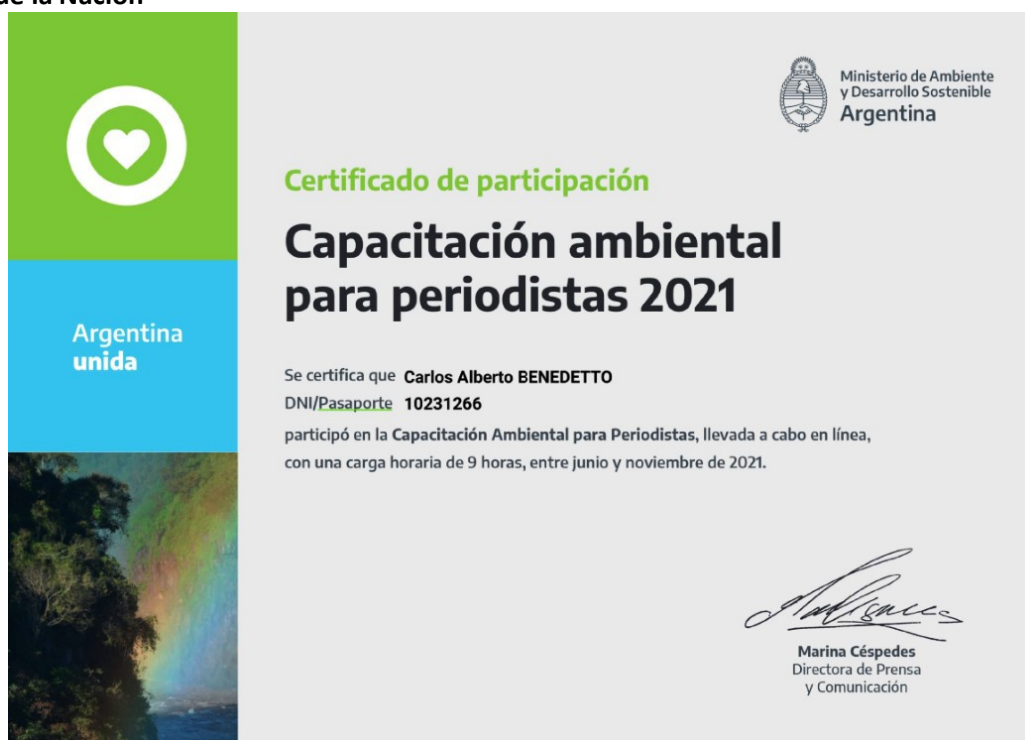 de la Nación
Ministerio de Ambiente
y Desarrollo Sostenible
Argentina
Certificado de participación
Capacitación ambiental
para periodistas 2021
Argentina
unida
Se certifica que Carlos Alberto BENEDETTO
DNI/Pasaporte 10231266
participó en la Capacitación Ambiental para Periodistas, llevada a cabo en línea,
con una carga horaria de 9 horas, entre junio y noviembre de 2021.
Marina Céspedes
Directora de Prensa
y Comunicación